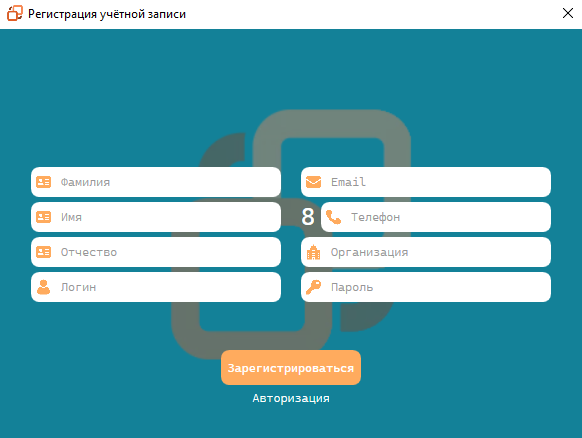 Регистрация учётной записи
Фамилия
Email
Имя
8 Телефон
Отчество
Организация
Логин
Пароль
Зарегистрироваться
Авторизация